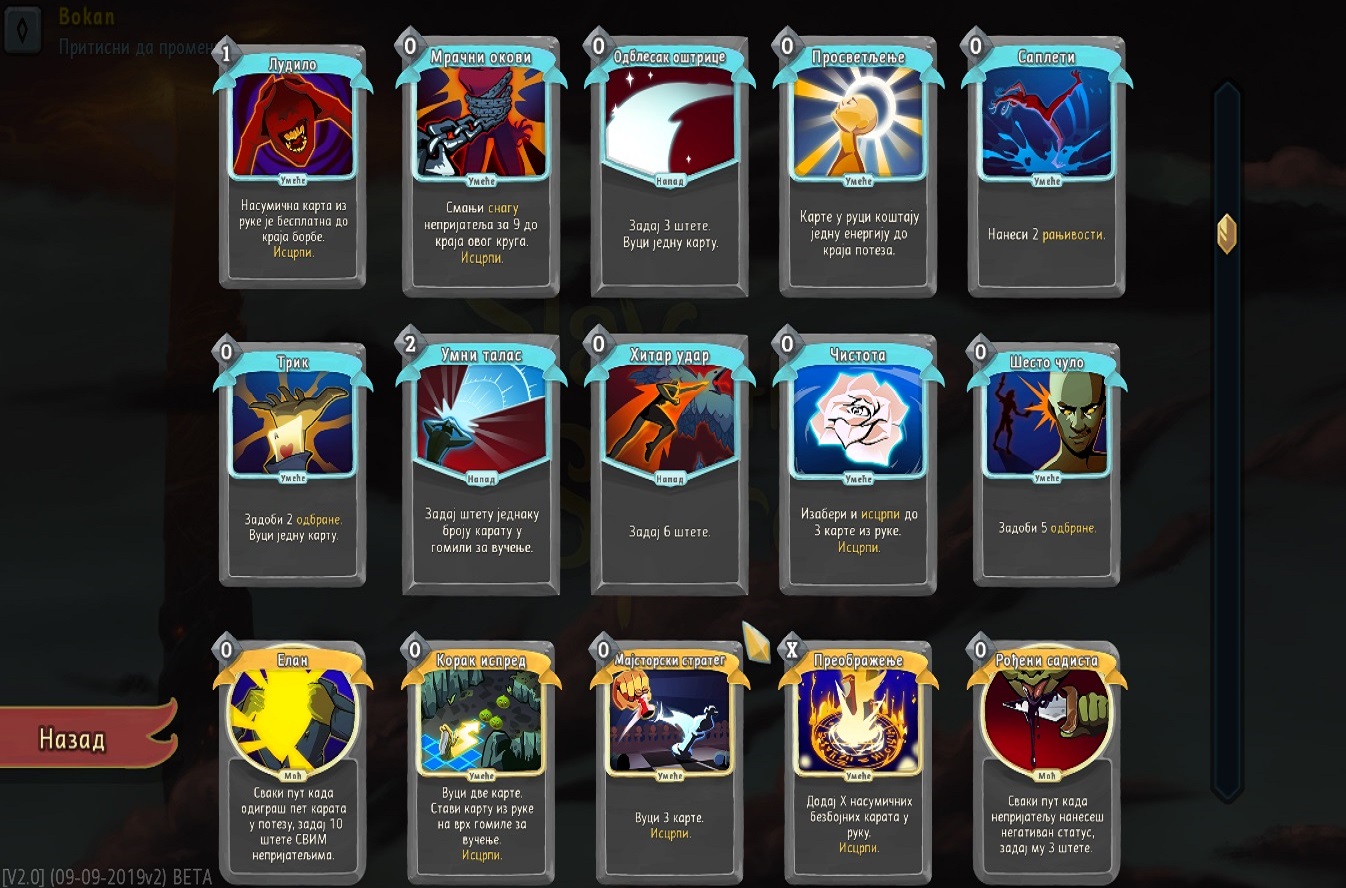 Bokan
Притисни да промен
1
Лудило
Умеће
Насумична карта из
руке је бесплатна до
краја борбе.
Исцрпи.
0
Мрачни окови
Умеће
Смањи снагу
непријатеља за 9 до
краја овог круга.
Исцрпи.
0
Одблесак оштрице
Напад
Задај 3 штете.
Вуци једну карту.
0
Просветљење
Умеће
Карте у руци коштају
једну енергију до
краја потеза.
0
Саплети
Умеће
Нанеси 2 рањивости.
0
Трик
Умеће
Задоби 2 одбране.
Вуци једну карту.
2
Умни талас
Напад
Задај штету једнаку
броју карату у
гомили за вучење.
0
Хитар удар
Напад
Задај 6 штете.
0
Чистота
Умеће
Изабери и исцрпи до
3 карте из руке.
Исцрпи.
0
Шесто чуло
Умеће
Задоби 5 одбране.
0
Елан
Моћ
Сваки пут када
одиграш пет карата
у потезу, задај 10
штете СВИМ
непријатељима.
0
Корак испред
Умеће
Вуци две карте.
Стави карту из руке
на врх гомиле за
вучење.
Исцрпи.
0
Мајсторски стратег
Умеће
Вуци 3 карте.
Исцрпи.
X
Преображење
Умеће
Додај X насумичних
безбојних карата у
руку.
Исцрпи.
0
Рођени садиста
Моћ
Сваки пут када
непријатељу нанесеш
негативан статус,
задај му 3 штете.
Назад
[V2.0] (09-09-2019v2) BETA